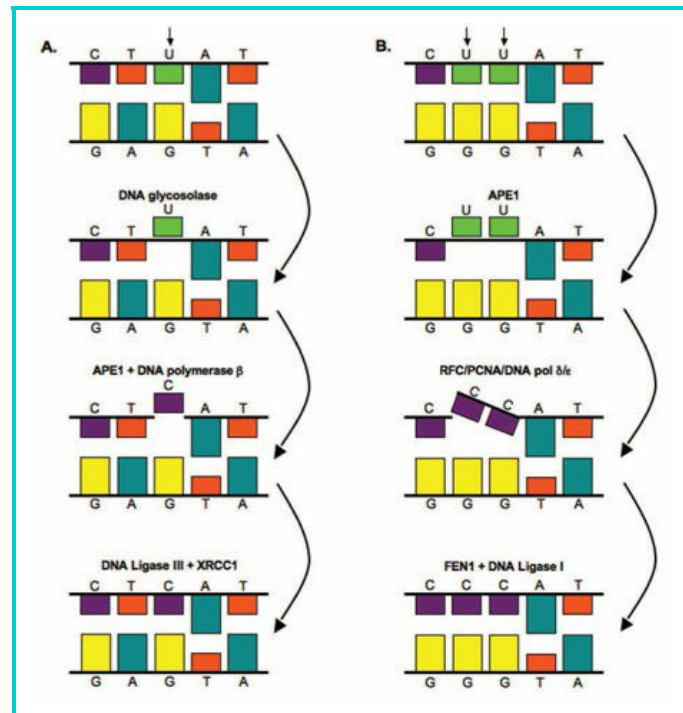 A.
C T U A T
G A G T A
DNA glycosolase
U
C T A T
G A G T A
APE1 + DNA polymerase β
C
C T A T
G A G T A
DNA Ligase III + XRCC1
C T C A T
G A G T A
B.
C U U A T
G G G T A
APE1
U U
C A T
G G G T A
RFC/PCNA/DNA pol δ/ε
C C
C A T
G G G T A
FEN1 + DNA Ligase I
C C C A T
G G G T A